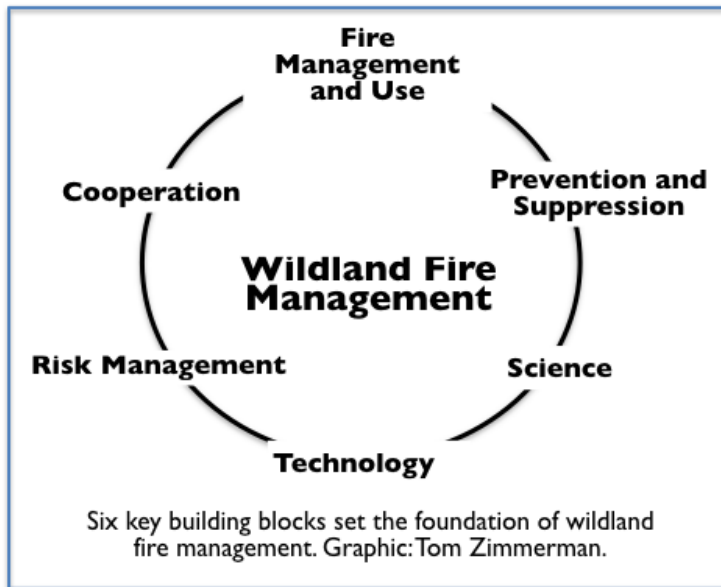 Fire
Management
and Use
Cooperation
Prevention and
Suppression
Wildland Fire
Management
Risk Management
Science
Technology
Six key building blocks set the foundation of wildland
fire management. Graphic: Tom Zimmerman.